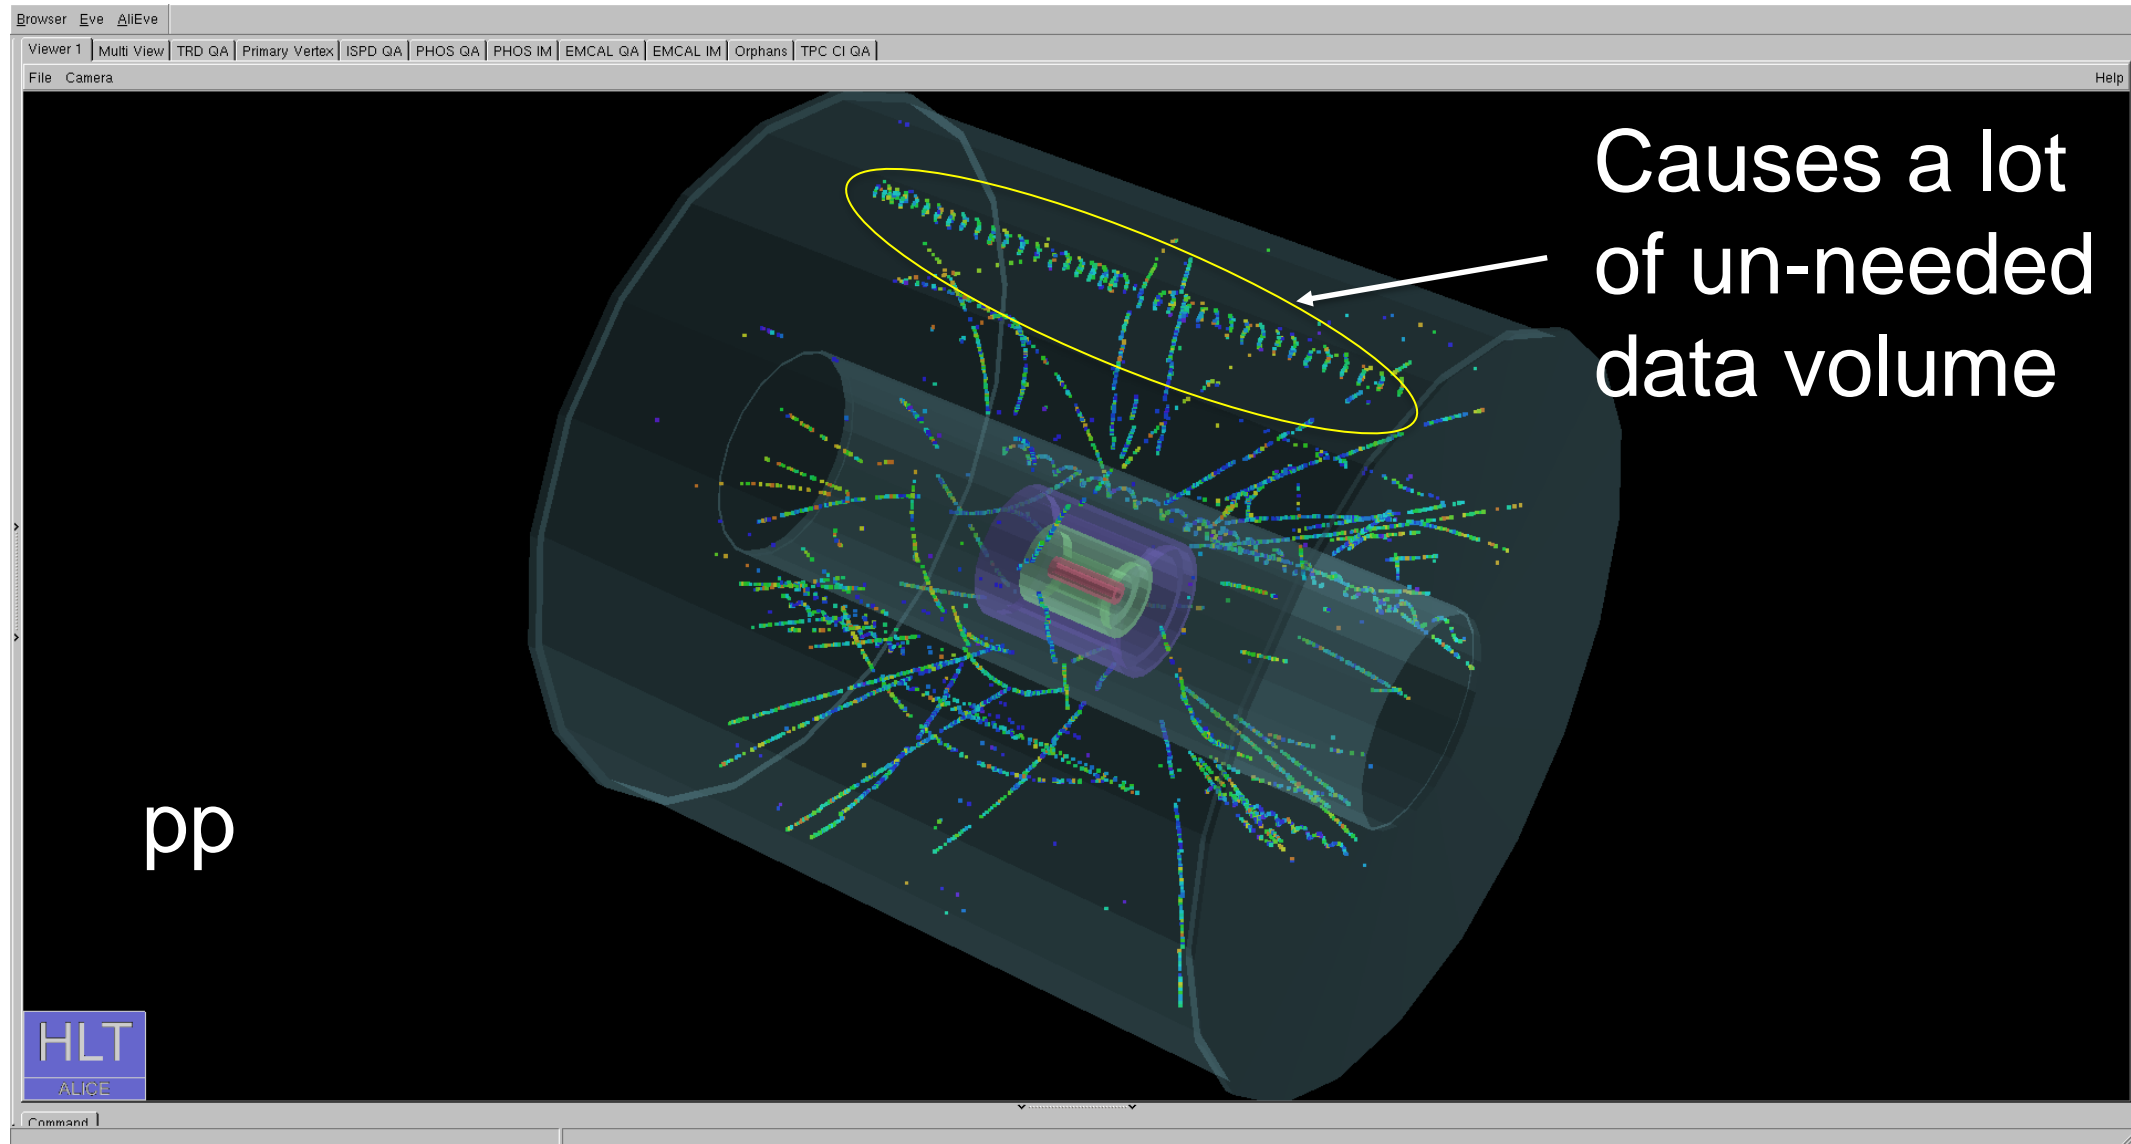 Browser Eve AliEve
Viewer 1 Multi View TRD QA Primary Vertex ISPD QA PHOS QA PHOS IM EMCAL QA EMCAL IM Orphans TPC Cl QA
File Camera Help
Causes a lot
of un-needed
data volume
pp
HLT
ALICE
Command